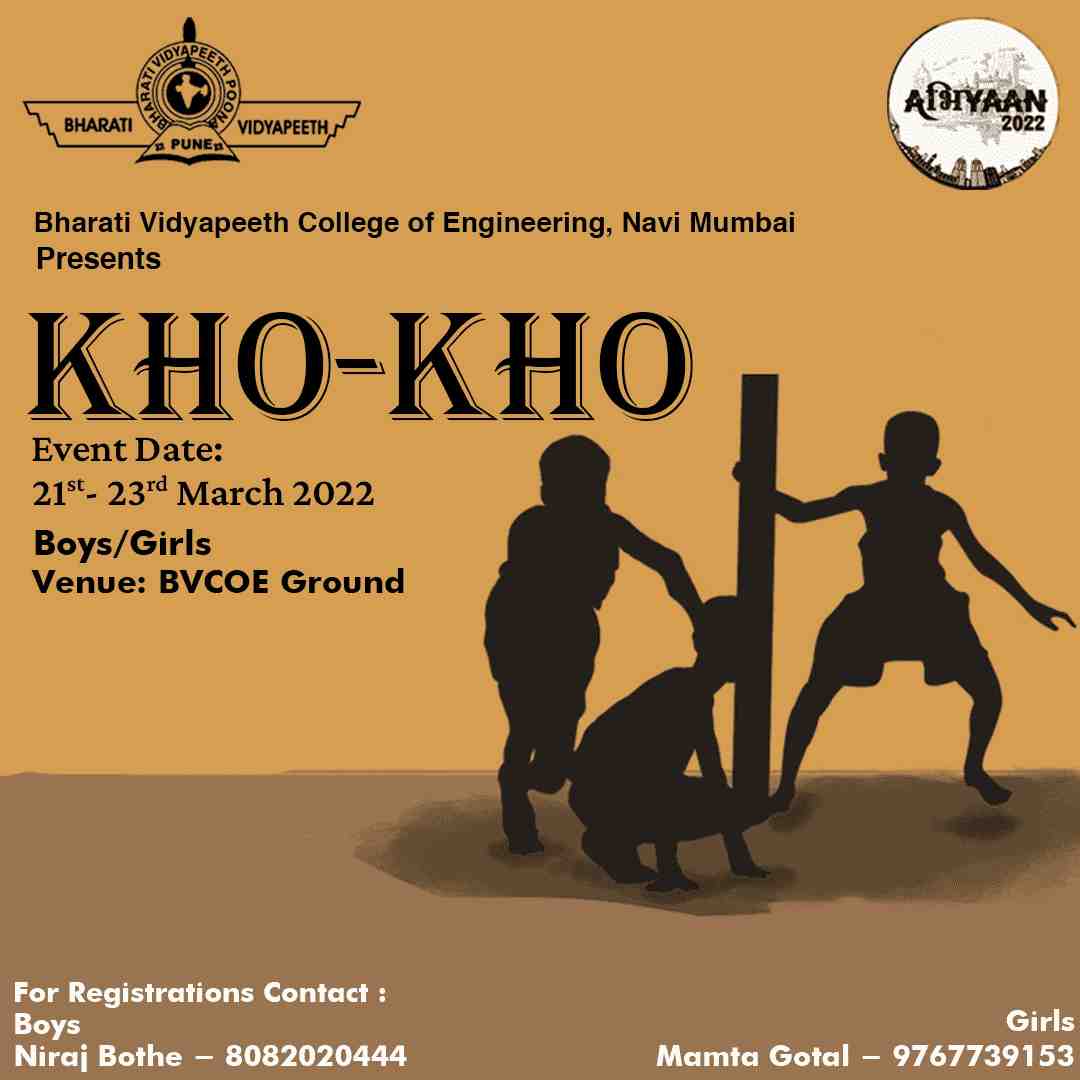 BHARATI VIDYAPEETH POONA
BHARATI VIDYAPEETH
PUNE
AभिYAAN
2022
Bharati Vidyapeeth College of Engineering, Navi Mumbai
Presents
KHO-KHO
Event Date:
21st- 23rd March 2022
Boys/Girls
Venue: BVCOE Ground
For Registrations Contact :
Boys
Niraj Bothe – 8082020444
Girls
Mamta Gotal – 9767739153